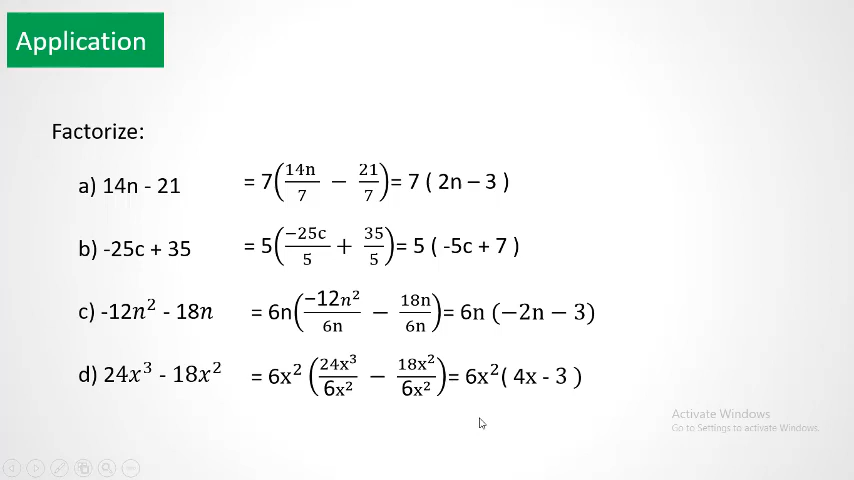 Application
Factorize:
a) 14n - 21 = 7(14n/7 − 21/7)= 7 ( 2n – 3 )
b) -25c + 35 = 5(−25c/5 + 35/5)= 5 ( -5c + 7 )
c) -12n² - 18n = 6n(−12n²/6n − 18n/6n)= 6n (−2n − 3)
d) 24x³ - 18x² = 6x² (24x³/6x² − 18x²/6x²)= 6x²( 4x - 3 )
Activate Windows
Go to Settings to activate Windows.